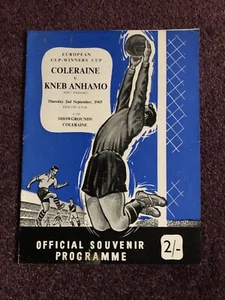 EUROPEAN
CUP-WINNERS CUP
COLERAINE
v.
KNEB ANHAMO
Thursday 2nd September, 1965
at the
SHOWGROUNDS
COLERAINE
OFFICIAL SOUVENIR
PROGRAMME
2/-